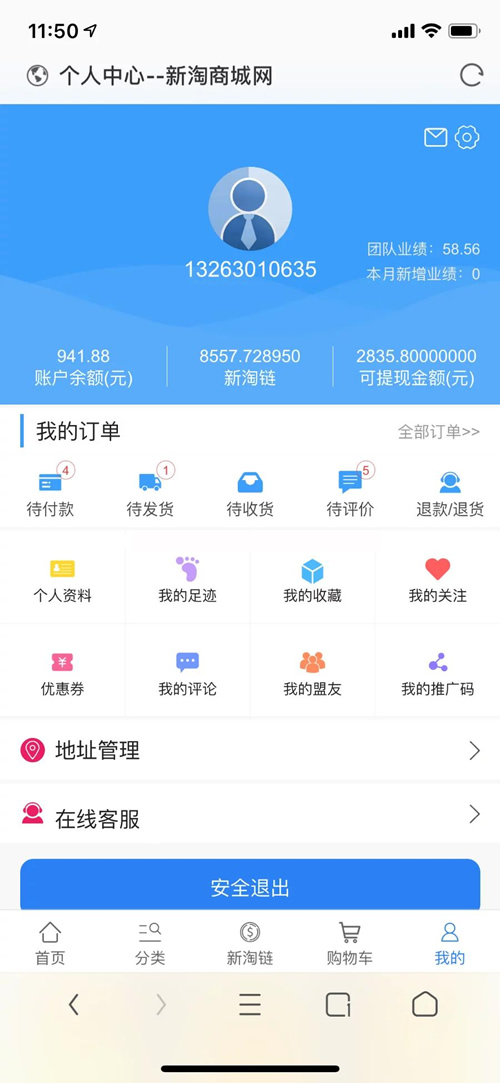 11:50
个人中心--新淘商城网
13263010635
团队业绩：58.56
本月新增业绩：0
941.88
账户余额(元)
8557.728950
新淘链
2835.80000000
可提现金额(元)
我的订单
全部订单>>
4
1
5
待付款
待发货
待收货
待评价
退款/退货
个人资料
我的足迹
我的收藏
我的关注
优惠券
我的评论
我的盟友
我的推广码
地址管理
在线客服
安全退出
首页
分类
新淘链
购物车
我的